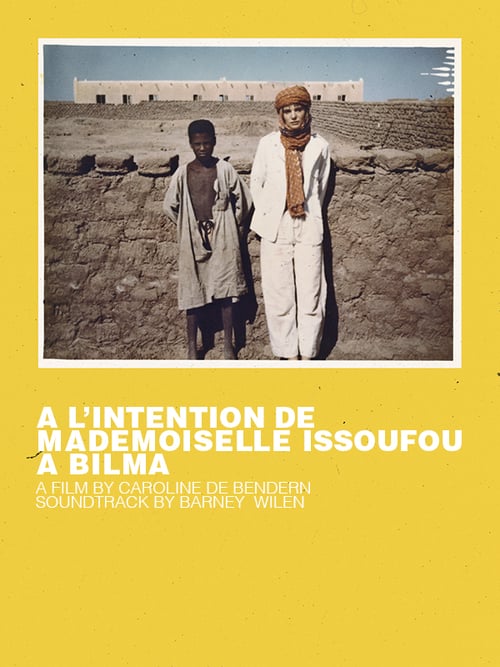 A L'INTENTION DE
MADEMOISELLE ISSOUFOU
A BILMA
A FILM BY CAROLINE DE BENDERN
SOUNDTRACK BY BARNEY WILEN